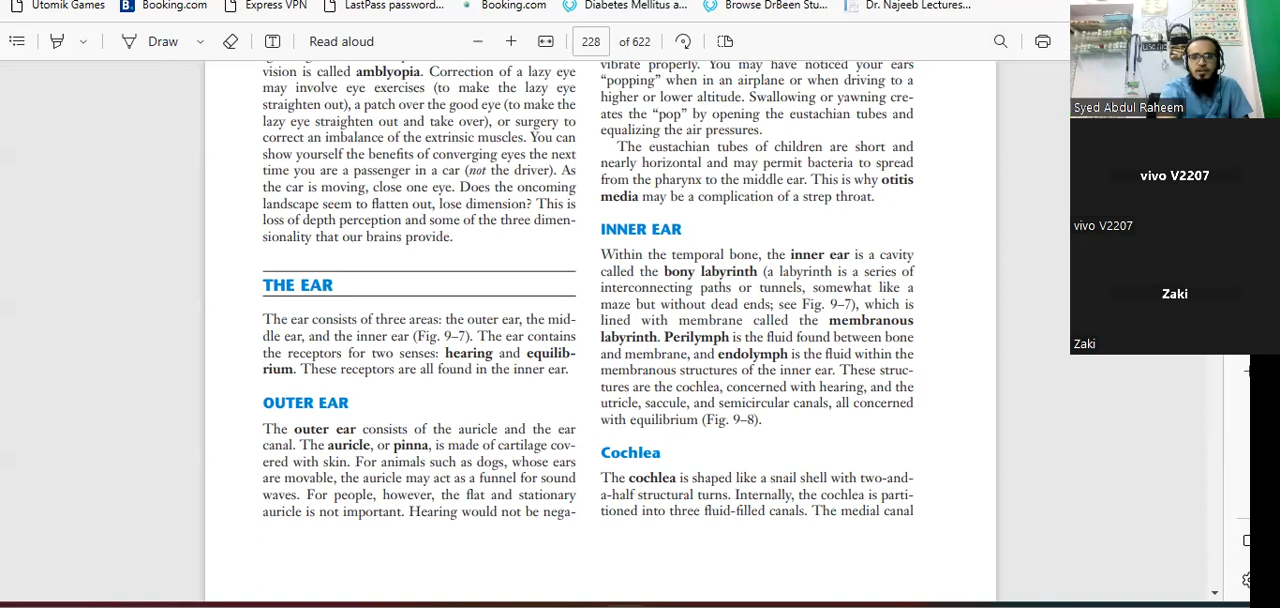 Utomik Games
Booking.com
Express VPN
LastPass password...
Booking.com
Diabetes Mellitus a...
Browse DrBeen Stu...
Dr. Najeeb Lectures...
Draw
Read aloud
228 of 622
vision is called amblyopia. Correction of a lazy eye
may involve eye exercises (to make the lazy eye
straighten out), a patch over the good eye (to make the
lazy eye straighten out and take over), or surgery to
correct an imbalance of the extrinsic muscles. You can
show yourself the benefits of converging eyes the next
time you are a passenger in a car (not the driver). As
the car is moving, close one eye. Does the oncoming
landscape seem to flatten out, lose dimension? This is
loss of depth perception and some of the three dimen-
sionality that our brains provide.
THE EAR
The ear consists of three areas: the outer ear, the mid-
dle ear, and the inner ear (Fig. 9–7). The ear contains
the receptors for two senses: hearing and equilib-
rium. These receptors are all found in the inner ear.
OUTER EAR
The outer ear consists of the auricle and the ear
canal. The auricle, or pinna, is made of cartilage cov-
ered with skin. For animals such as dogs, whose ears
are movable, the auricle may act as a funnel for sound
waves. For people, however, the flat and stationary
auricle is not important. Hearing would not be nega-
vibrate properly. You may have noticed your ears
“popping” when in an airplane or when driving to a
higher or lower altitude. Swallowing or yawning cre-
ates the “pop” by opening the eustachian tubes and
equalizing the air pressures.
The eustachian tubes of children are short and
nearly horizontal and may permit bacteria to spread
from the pharynx to the middle ear. This is why otitis
media may be a complication of a strep throat.
INNER EAR
Within the temporal bone, the inner ear is a cavity
called the bony labyrinth (a labyrinth is a series of
interconnecting paths or tunnels, somewhat like a
maze but without dead ends; see Fig. 9–7), which is
lined with membrane called the membranous
labyrinth. Perilymph is the fluid found between bone
and membrane, and endolymph is the fluid within the
membranous structures of the inner ear. These struc-
tures are the cochlea, concerned with hearing, and the
utricle, saccule, and semicircular canals, all concerned
with equilibrium (Fig. 9–8).
Cochlea
The cochlea is shaped like a snail shell with two-and-
a-half structural turns. Internally, the cochlea is parti-
tioned into three fluid-filled canals. The medial canal
Syed Abdul Raheem
vivo V2207
vivo V2207
Zaki
Zaki